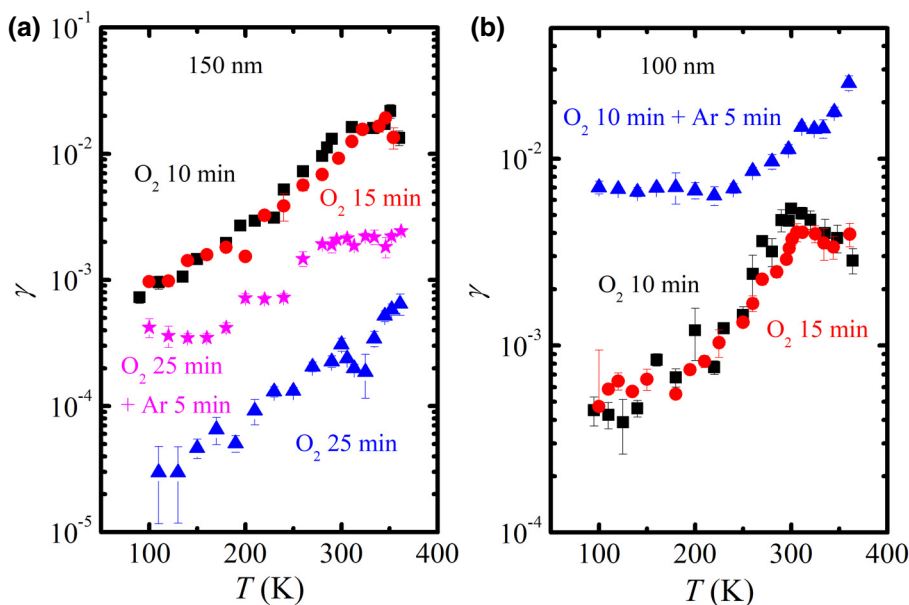 (a)
10⁻¹
10⁻²
10⁻³
10⁻⁴
10⁻⁵
γ
150 nm
O₂ 10 min
O₂ 15 min
O₂ 25 min
+ Ar 5 min
O₂ 25 min
100 200 300 400
T (K)
(b)
10⁻²
10⁻³
10⁻⁴
γ
100 nm
O₂ 10 min + Ar 5 min
O₂ 10 min
O₂ 15 min
100 200 300 400
T (K)